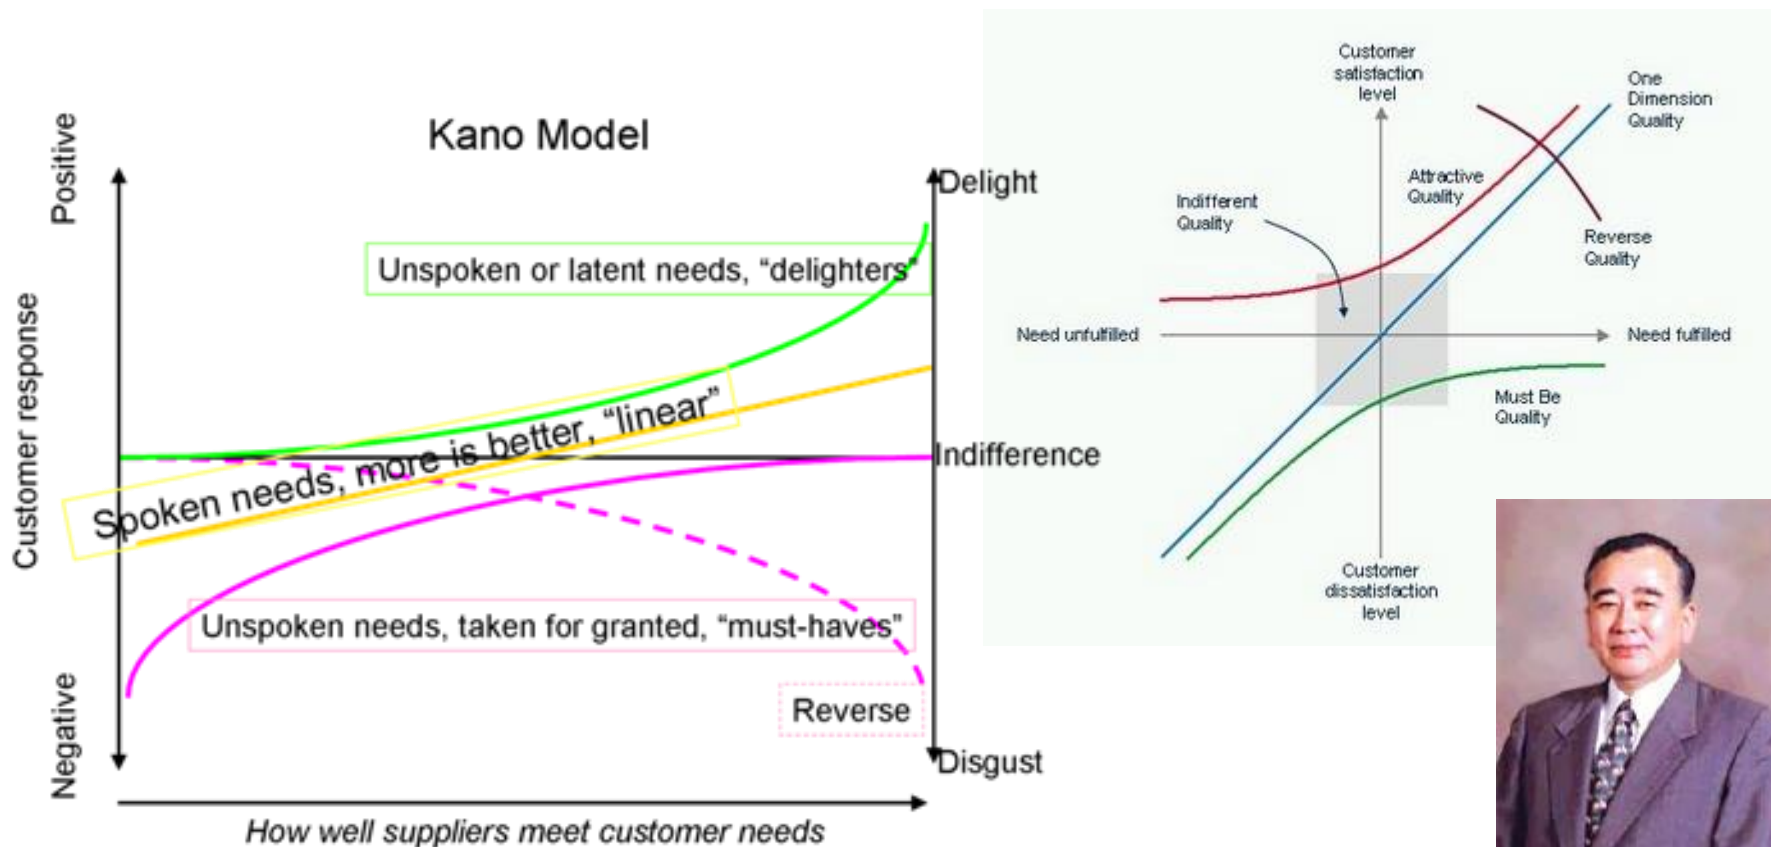 Kano Model
Positive
Customer response
Negative
Delight
Unspoken or latent needs, “delighters”
Spoken needs, more is better, “linear”
Indifference
Unspoken needs, taken for granted, “must-haves”
Reverse
Disgust
How well suppliers meet customer needs
Customer
satisfaction
level
One
Dimension
Quality
Attractive
Quality
Indifferent
Quality
Reverse
Quality
Need unfulfilled
Need fulfilled
Must Be
Quality
Customer
dissatisfaction
level